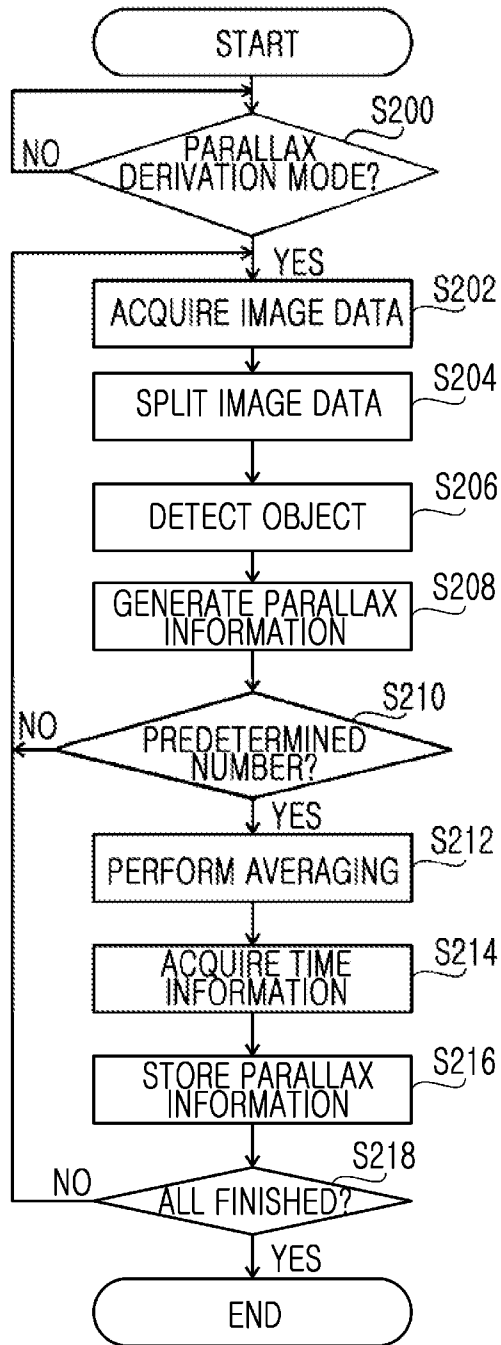 START
S200
PARALLAX
DERIVATION MODE?
NO
YES
S202
ACQUIRE IMAGE DATA
S204
SPLIT IMAGE DATA
S206
DETECT OBJECT
S208
GENERATE PARALLAX
INFORMATION
S210
NO
PREDETERMINED
NUMBER?
YES
S212
PERFORM AVERAGING
S214
ACQUIRE TIME
INFORMATION
S216
STORE PARALLAX
INFORMATION
S218
NO
ALL FINISHED?
YES
END